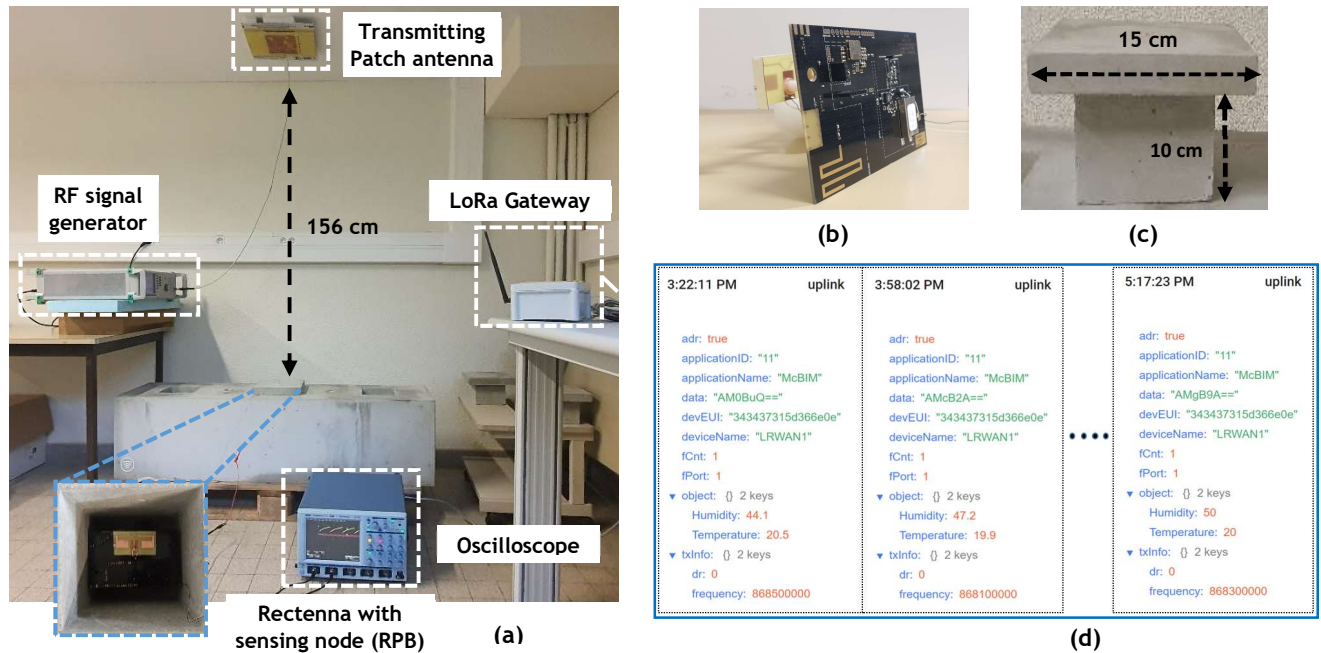 Transmitting
Patch antenna
RF signal
generator
156 cm
LoRa Gateway
Oscilloscope
Rectenna with
sensing node (RPB)
(a)
(b)
15 cm
10 cm
(c)
3:22:11 PM uplink
adr: true
applicationID: "11"
applicationName: "McBIM"
data: "AM0BuQ=="
devEUI: "343437315d366e0e"
deviceName: "LRWAN1"
fCnt: 1
fPort: 1
▼ object: {} 2 keys
Humidity: 44.1
Temperature: 20.5
▼ txInfo: {} 2 keys
dr: 0
frequency: 868500000
3:58:02 PM uplink
adr: true
applicationID: "11"
applicationName: "McBIM"
data: "AMcB2A=="
devEUI: "343437315d366e0e"
deviceName: "LRWAN1"
fCnt: 1
fPort: 1
▼ object: {} 2 keys
Humidity: 47.2
Temperature: 19.9
▼ txInfo: {} 2 keys
dr: 0
frequency: 868100000
5:17:23 PM uplink
adr: true
applicationID: "11"
applicationName: "McBIM"
data: "AMgB9A=="
devEUI: "343437315d366e0e"
deviceName: "LRWAN1"
fCnt: 1
fPort: 1
▼ object: {} 2 keys
Humidity: 50
Temperature: 20
▼ txInfo: {} 2 keys
dr: 0
frequency: 868300000
(d)